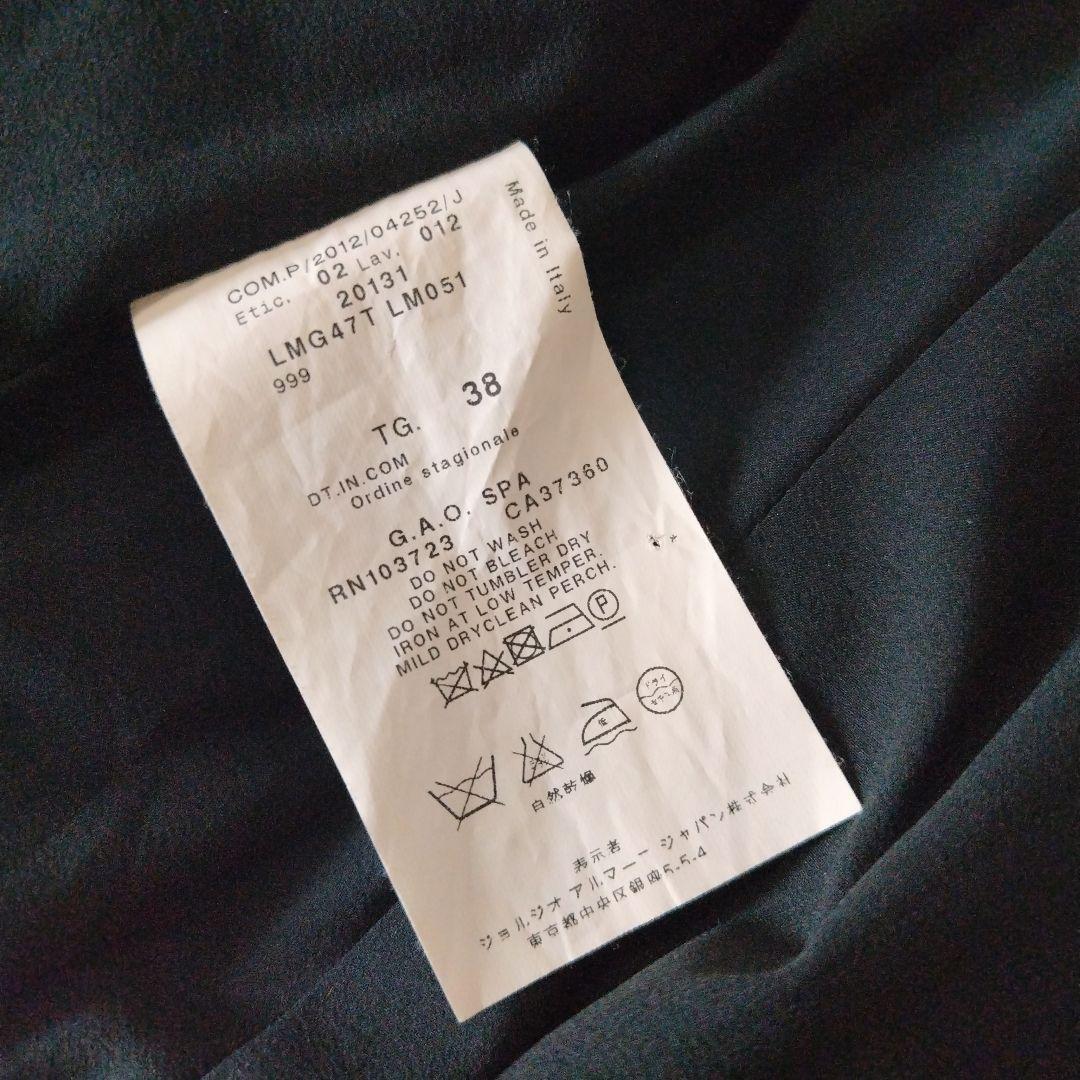 COM.P/2012/04252/J
Etic. 02 Lav. 012
20131
LMG47T LM051
999
TG. 38
DT.IN.COM
Ordine stagionale
G.A.O. SPA
RN103723 CA37360
DO NOT WASH
DO NOT BLEACH
DO NOT TUMBLER DRY
IRON AT LOW TEMPER.
MILD DRYCLEAN PERCH.
P
低
ドライ
自然乾燥
表示者
ジョルジオ アルマーニ ジャパン株式会社
東京都中央区銀座5-5-4
Made in Italy